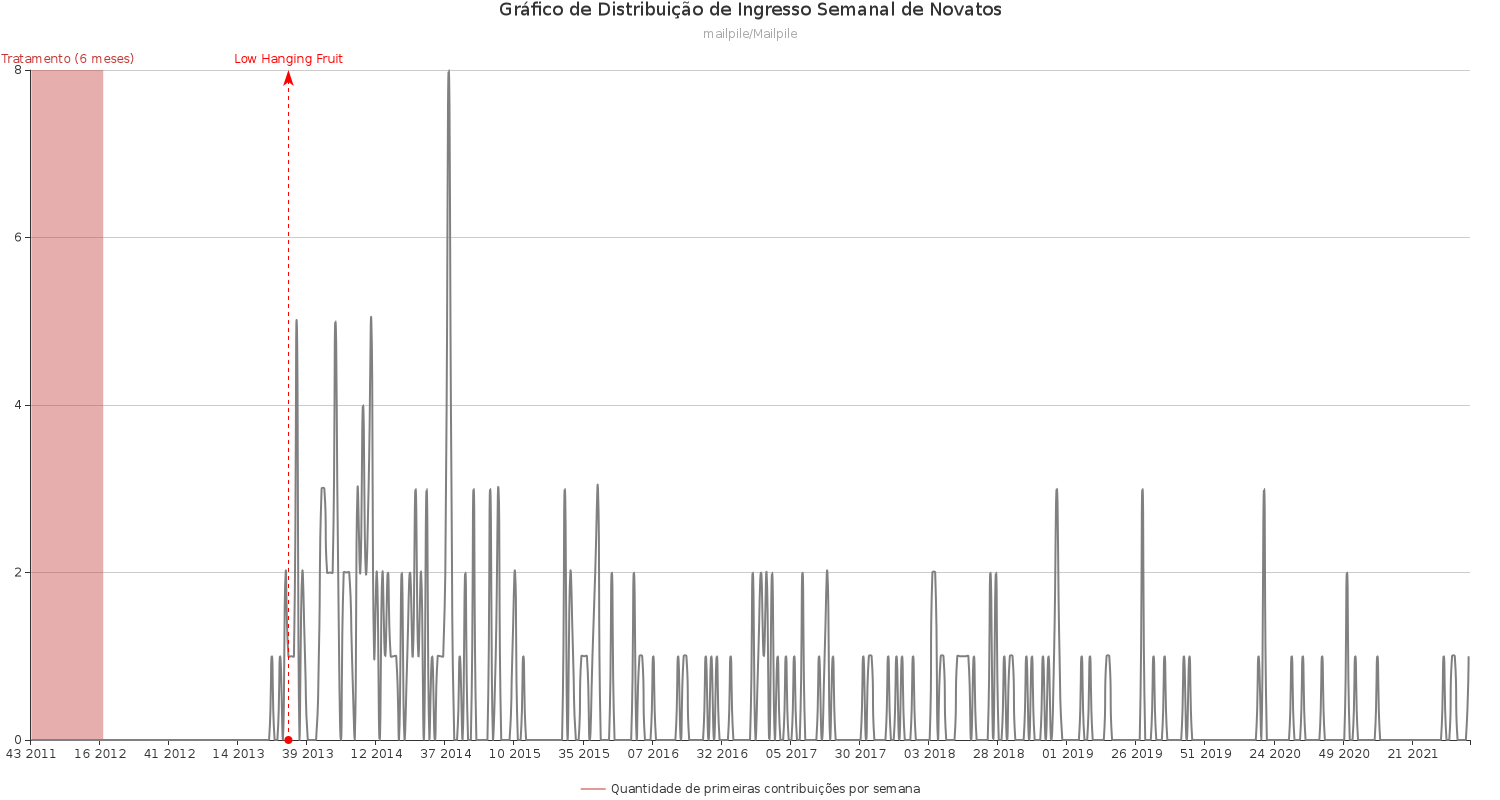 Gráfico de Distribuição de Ingresso Semanal de Novatos
mailpile/Mailpile
Tratamento (6 meses)
Low Hanging Fruit
8
6
4
2
0
43 2011 16 2012 41 2012 14 2013 39 2013 12 2014 37 2014 10 2015 35 2015 07 2016 32 2016 05 2017 30 2017 03 2018 28 2018 01 2019 26 2019 51 2019 24 2020 49 2020 21 2021
Quantidade de primeiras contribuições por semana